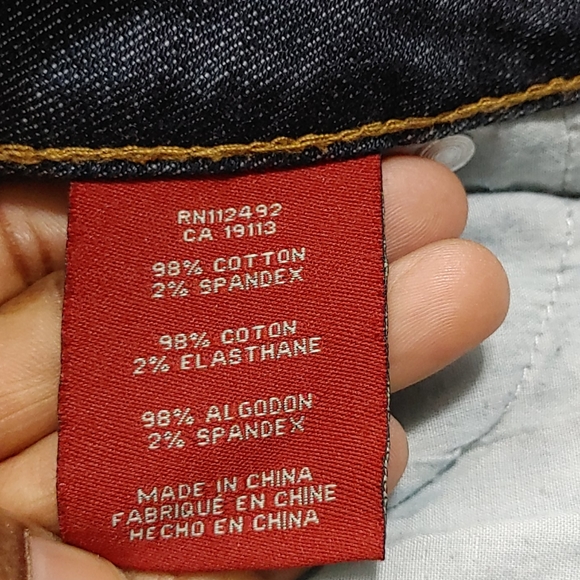 RN112492
CA 19113
98% COTTON
2% SPANDEX
98% COTON
2% ELASTHANE
98% ALGODON
2% SPANDEX
MADE IN CHINA
FABRIQUÉ EN CHINE
HECHO EN CHINA